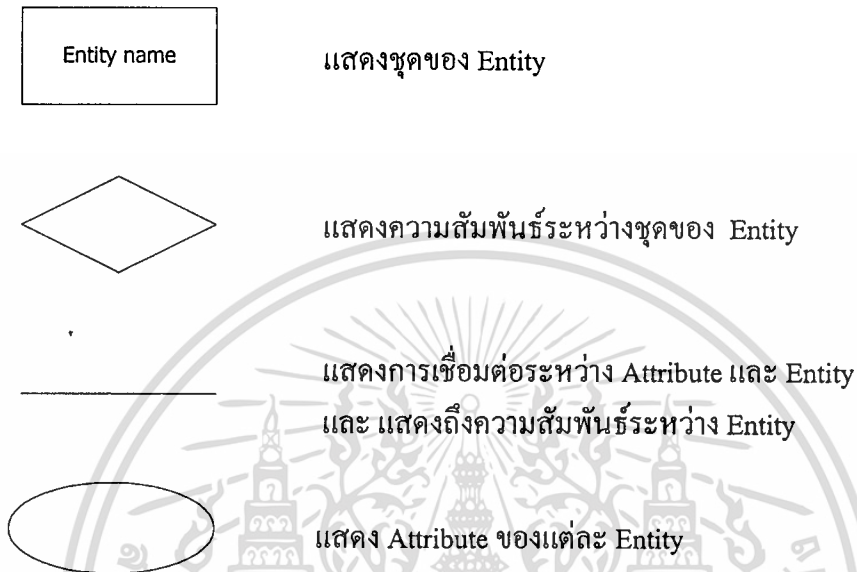 Entity name
แสดงชุดของ Entity
แสดงความสัมพันธ์ระหว่างชุดของ Entity
แสดงการเชื่อมต่อระหว่าง Attribute และ Entity
และ แสดงถึงความสัมพันธ์ระหว่าง Entity
แสดง Attribute ของแต่ละ Entity